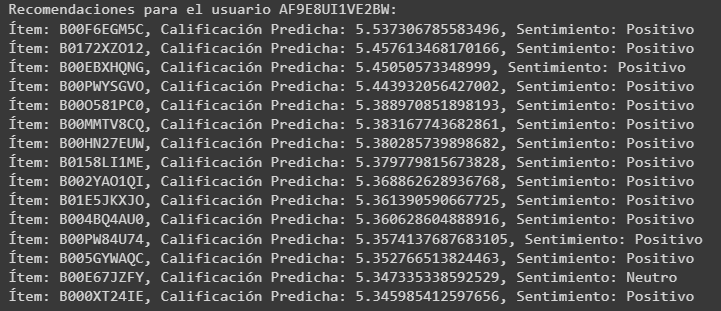 Recomendaciones para el usuario AF9E8UI1VE2BW:
Ítem: B00F6EGM5C, Calificación Predicha: 5.537306785583496, Sentimiento: Positivo
Ítem: B0172XZO12, Calificación Predicha: 5.457613468170166, Sentimiento: Positivo
Ítem: B00EBXHQNG, Calificación Predicha: 5.45050573348999, Sentimiento: Positivo
Ítem: B00PWYSGVO, Calificación Predicha: 5.443932056427002, Sentimiento: Positivo
Ítem: B00O581PC0, Calificación Predicha: 5.388970851898193, Sentimiento: Positivo
Ítem: B00MMTV8CQ, Calificación Predicha: 5.383167743682861, Sentimiento: Positivo
Ítem: B00HN27EUW, Calificación Predicha: 5.380285739898682, Sentimiento: Positivo
Ítem: B0158LI1ME, Calificación Predicha: 5.379779815673828, Sentimiento: Positivo
Ítem: B002YAO1QI, Calificación Predicha: 5.368862628936768, Sentimiento: Positivo
Ítem: B01E5JKXJO, Calificación Predicha: 5.361390590667725, Sentimiento: Positivo
Ítem: B004BQ4AU0, Calificación Predicha: 5.360628604888916, Sentimiento: Positivo
Ítem: B00PW84U74, Calificación Predicha: 5.3574137687683105, Sentimiento: Positivo
Ítem: B005GYWAQC, Calificación Predicha: 5.352766513824463, Sentimiento: Positivo
Ítem: B00E67JZFY, Calificación Predicha: 5.347335338592529, Sentimiento: Neutro
Ítem: B000XT24IE, Calificación Predicha: 5.345985412597656, Sentimiento: Positivo